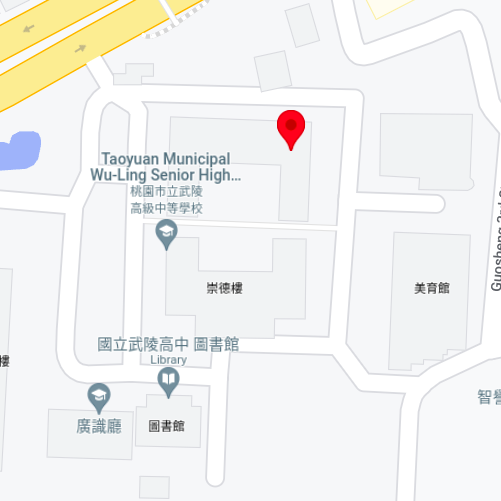 Taoyuan Municipal
Wu-Ling Senior High...
桃園市立武陵
高級中等學校
崇德樓
美育館
國立武陵高中 圖書館
Library
樓
廣識廳
圖書館
Guosheng